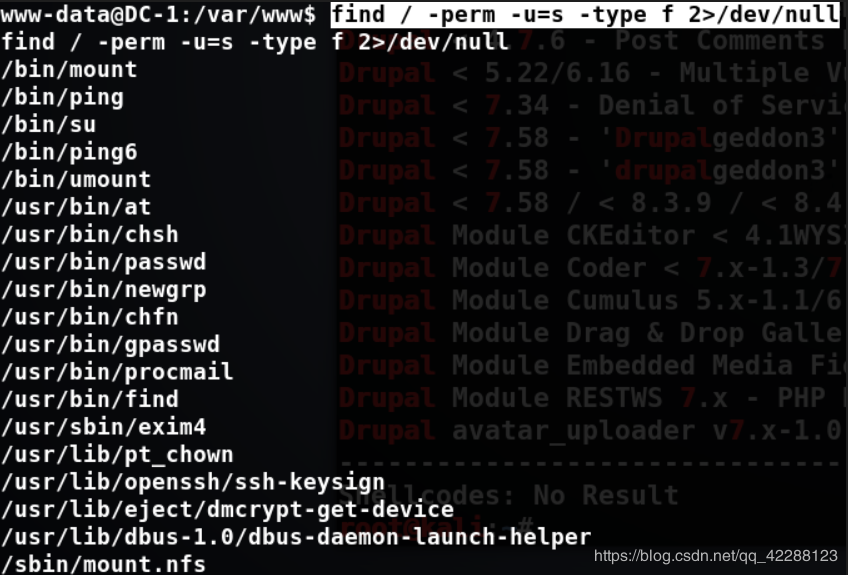 www-data@DC-1:/var/www$ find / -perm -u=s -type f 2>/dev/null
find / -perm -u=s -type f 2>/dev/null
.7.6 - Post Comments
/bin/mount
Drupal < 5.22/6.16 - Multiple
/bin/ping
Drupal < 7.34 - Denial of Servi
/bin/su
Drupal < 7.58 - 'Drupalgeddon3'
/bin/ping6
Drupal < 7.58 - 'drupalgeddon3'
/bin/umount
/usr/bin/at
Drupal < 7.58 / < 8.3.9 / < 8.4
/usr/bin/chsh
Drupal Module CKEditor < 4.1WYS
/usr/bin/passwd
Drupal Module Coder < 7.x-1.3/7
/usr/bin/newgrp
Drupal Module Cumulus 5.x-1.1/6
/usr/bin/chfn
Drupal Module Drag & Drop Galle
/usr/bin/gpasswd
Drupal Module Embedded Media Fi
/usr/bin/procmail
/usr/bin/find
Drupal Module RESTWS 7.x - PHP
/usr/sbin/exim4
Drupal avatar_uploader v7.x-1.0
/usr/lib/pt_chown
--------------------------------
/usr/lib/openssh/ssh-keysign
Shellcodes: No Result
/usr/lib/eject/dmcrypt-get-device
root@kali:~#
/usr/lib/dbus-1.0/dbus-daemon-launch-helper
/sbin/mount.nfs
https://blog.csdn.net/qq_42288123